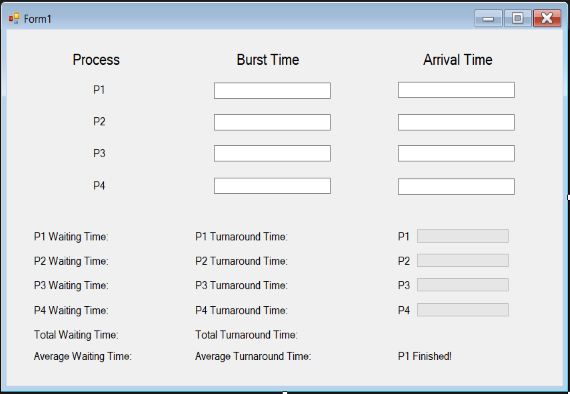 Form1
Process Burst Time Arrival Time
P1
P2
P3
P4
P1 Waiting Time: P1 Turnaround Time: P1
P2 Waiting Time: P2 Turnaround Time: P2
P3 Waiting Time: P3 Turnaround Time: P3
P4 Waiting Time: P4 Turnaround Time: P4
Total Waiting Time: Total Turnaround Time:
Average Waiting Time: Average Turnaround Time: P1 Finished!